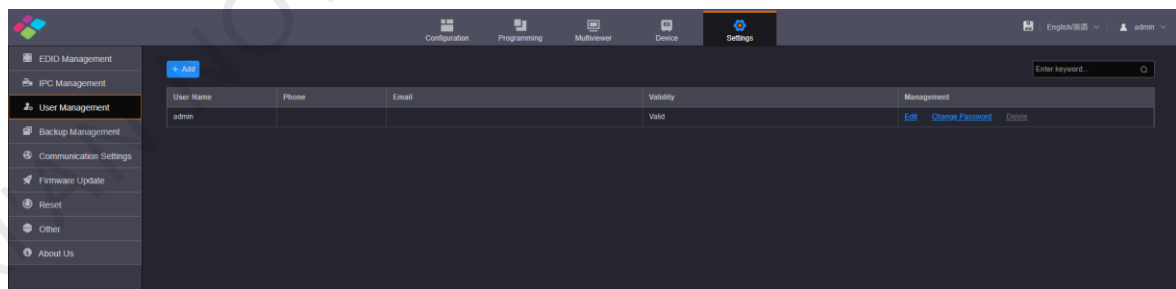 Configuration Programming Multiviewer Device Settings English/英语 admin
EDID Management
IPC Management
User Management
Backup Management
Communication Settings
Firmware Update
Reset
Other
About Us
+ Add Enter keyword...
User Name Phone Email Validity Management
admin Valid Edit Change Password Delete